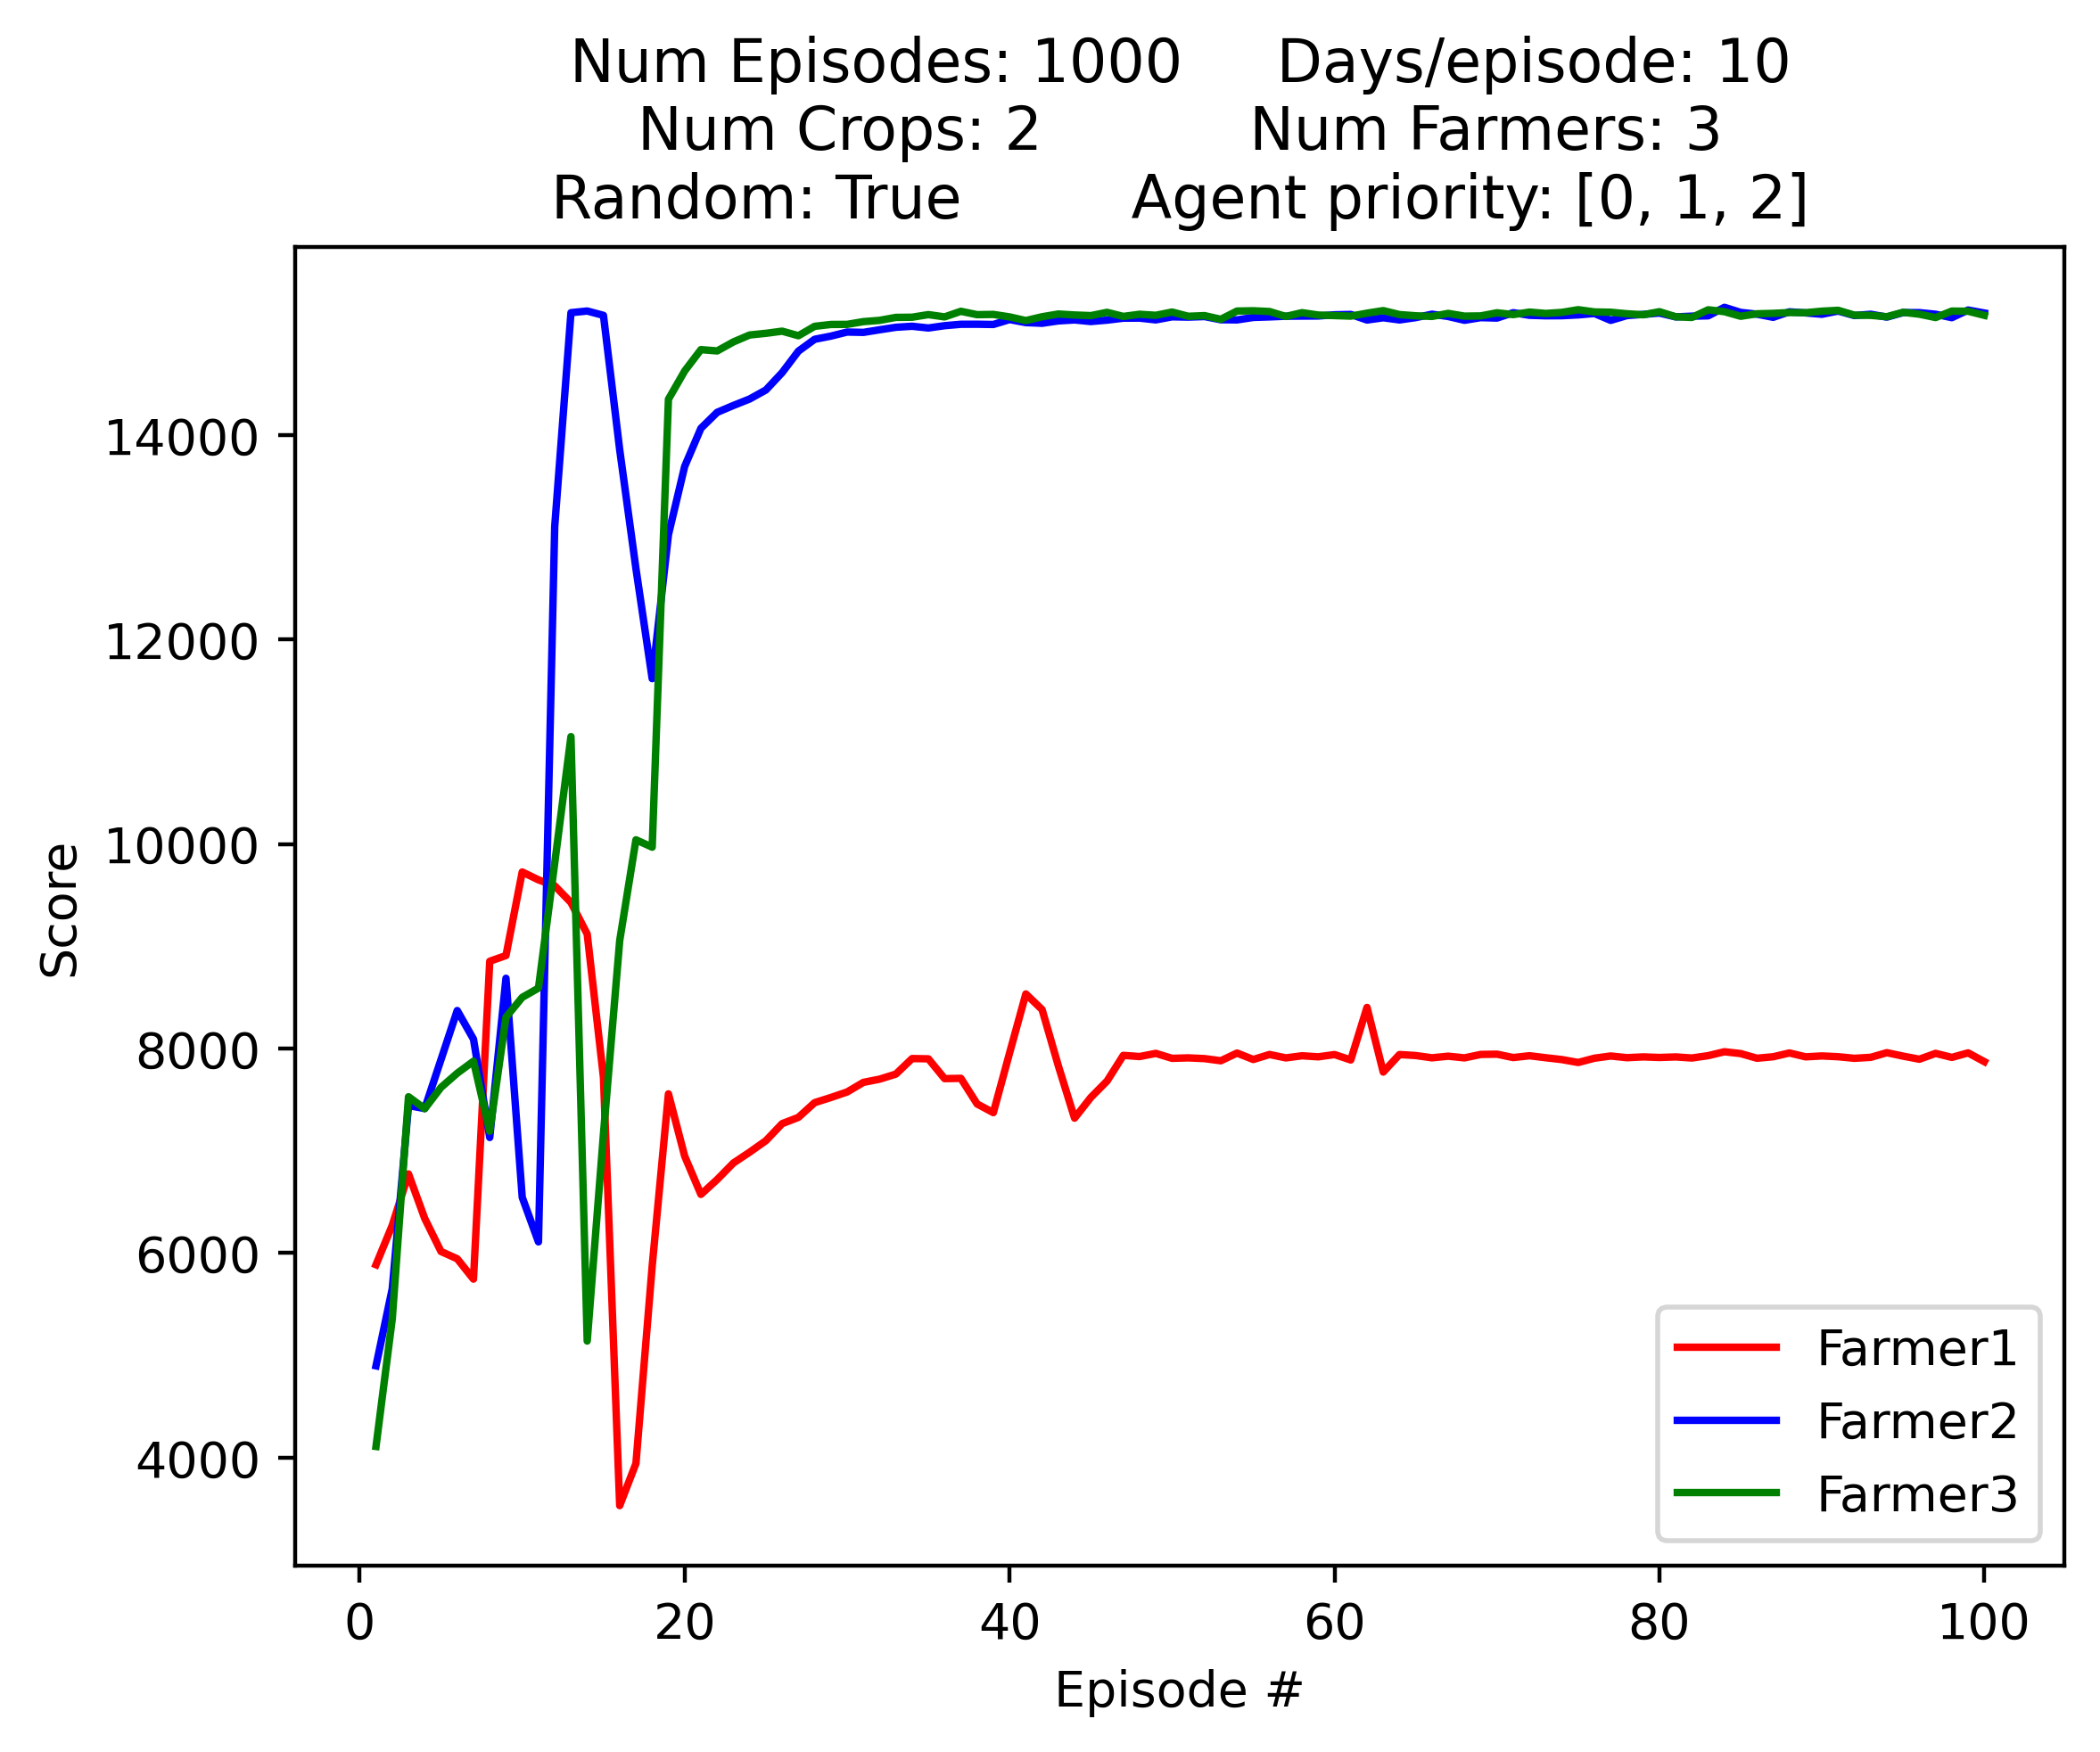 Num Episodes: 1000 Days/episode: 10
Num Crops: 2 Num Farmers: 3
Random: True Agent priority: [0, 1, 2]
14000
12000
10000
8000
6000
4000
Score
0 20 40 60 80 100
Episode #
Farmer1
Farmer2
Farmer3